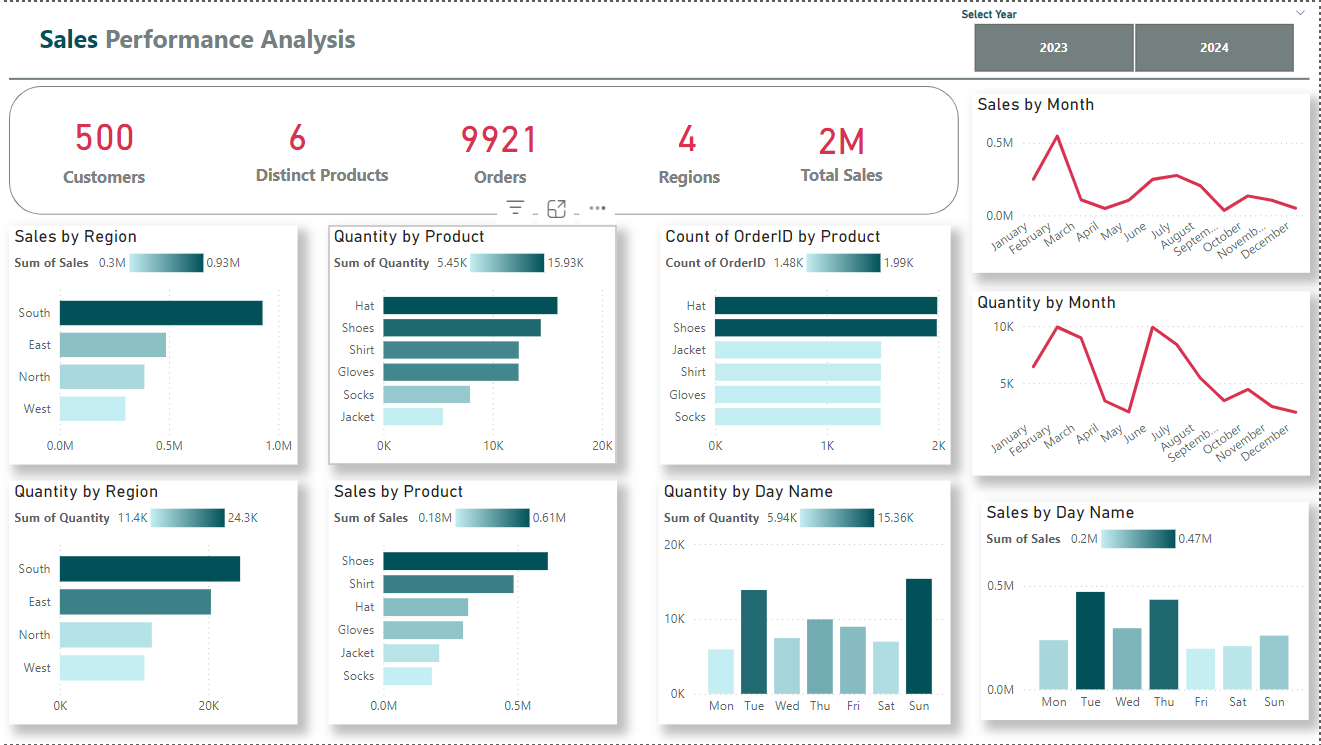 Select Year
Sales Performance Analysis
2023 2024
500 6 9921 4 2M
Customers Distinct Products Orders Regions Total Sales
Sales by Month
0.5M
0.0M
January February March April May June July August Septem... October Novemb... December
Sales by Region
Sum of Sales 0.3M 0.93M
South
East
North
West
0.0M 0.5M 1.0M
Quantity by Product
Sum of Quantity 5.45K 15.93K
Hat
Shoes
Shirt
Gloves
Socks
Jacket
0K 10K 20K
Count of OrderID by Product
Count of OrderID 1.48K 1.99K
Hat
Shoes
Jacket
Shirt
Gloves
Socks
0K 1K 2K
Quantity by Month
10K
5K
January February March April May June July August Septemb... October November December
Quantity by Region
Sum of Quantity 11.4K 24.3K
South
East
North
West
0K 20K
Sales by Product
Sum of Sales 0.18M 0.61M
Shoes
Shirt
Hat
Gloves
Jacket
Socks
0.0M 0.5M
Quantity by Day Name
Sum of Quantity 5.94K 15.36K
20K
10K
0K
Mon Tue Wed Thu Fri Sat Sun
Sales by Day Name
Sum of Sales 0.2M 0.47M
0.5M
0.0M
Mon Tue Wed Thu Fri Sat Sun